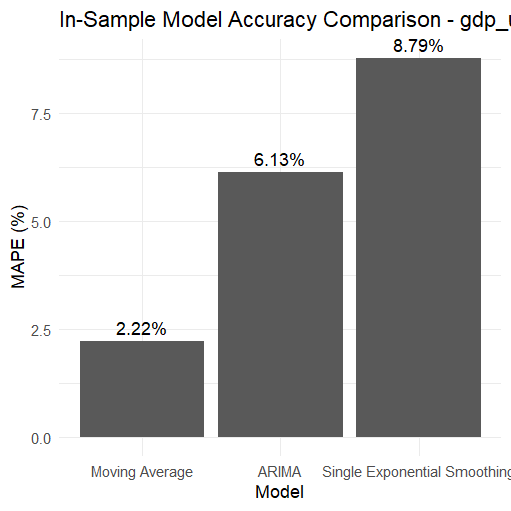 In-Sample Model Accuracy Comparison - gdp_u
8.79%
7.5
6.13%
5.0
MAPE (%)
2.5
2.22%
0.0
Moving Average
ARIMA
Single Exponential Smoothing
Model